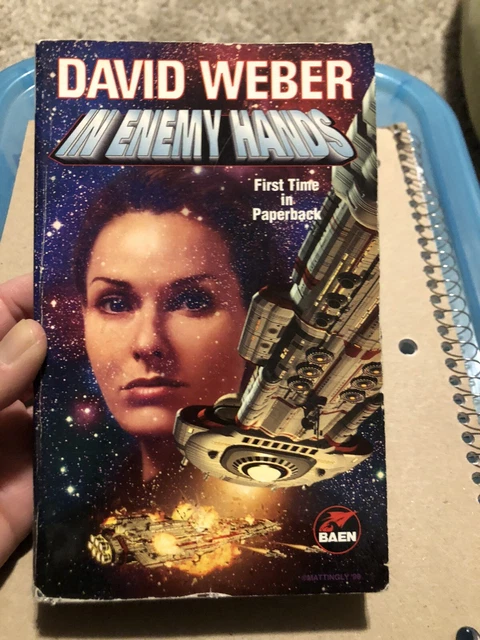 DAVID WEBER
IN ENEMY HANDS
First Time
in
Paperback
BAEN
©MATTINGLY '98